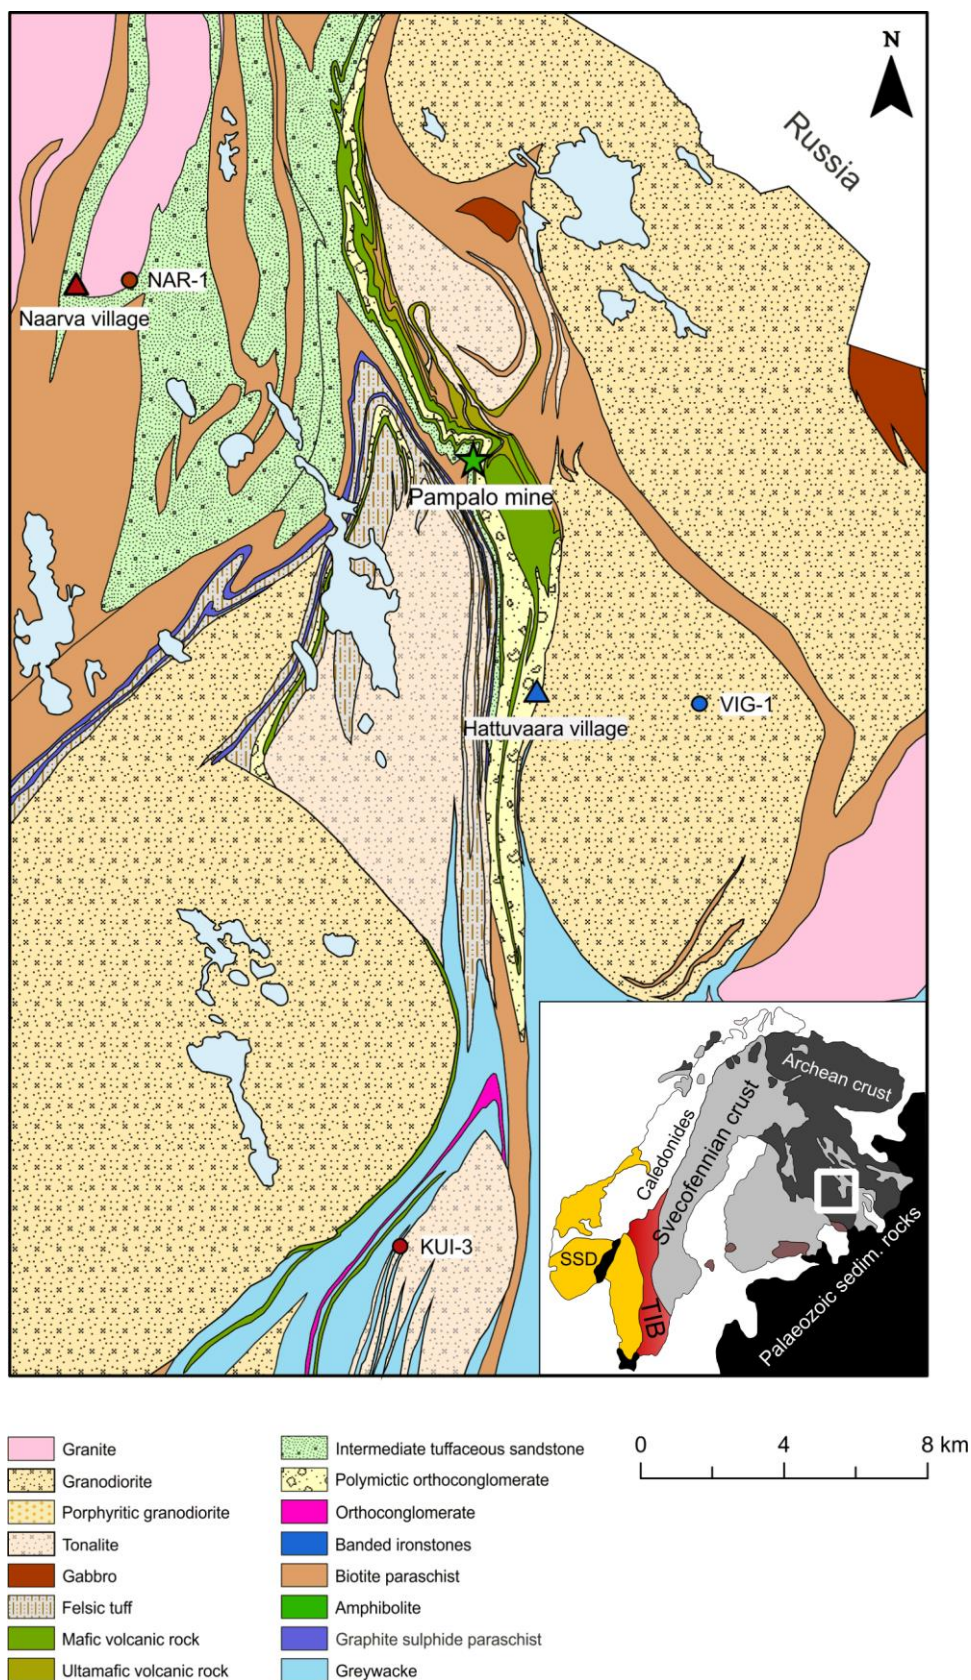 N
Russia
NAR-1
Naarva village
Pampalo mine
VIG-1
Hattuvaara village
KUI-3
Archean crust
Caledonides
Svecofennian crust
SSD
TIB
Palaeozoic sedim. rocks
Granite
Granodiorite
Porphyritic granodiorite
Tonalite
Gabbro
Felsic tuff
Mafic volcanic rock
Ultamafic volcanic rock
Intermediate tuffaceous sandstone
Polymictic orthoconglomerate
Orthoconglomerate
Banded ironstones
Biotite paraschist
Amphibolite
Graphite sulphide paraschist
Greywacke
0 4 8 km